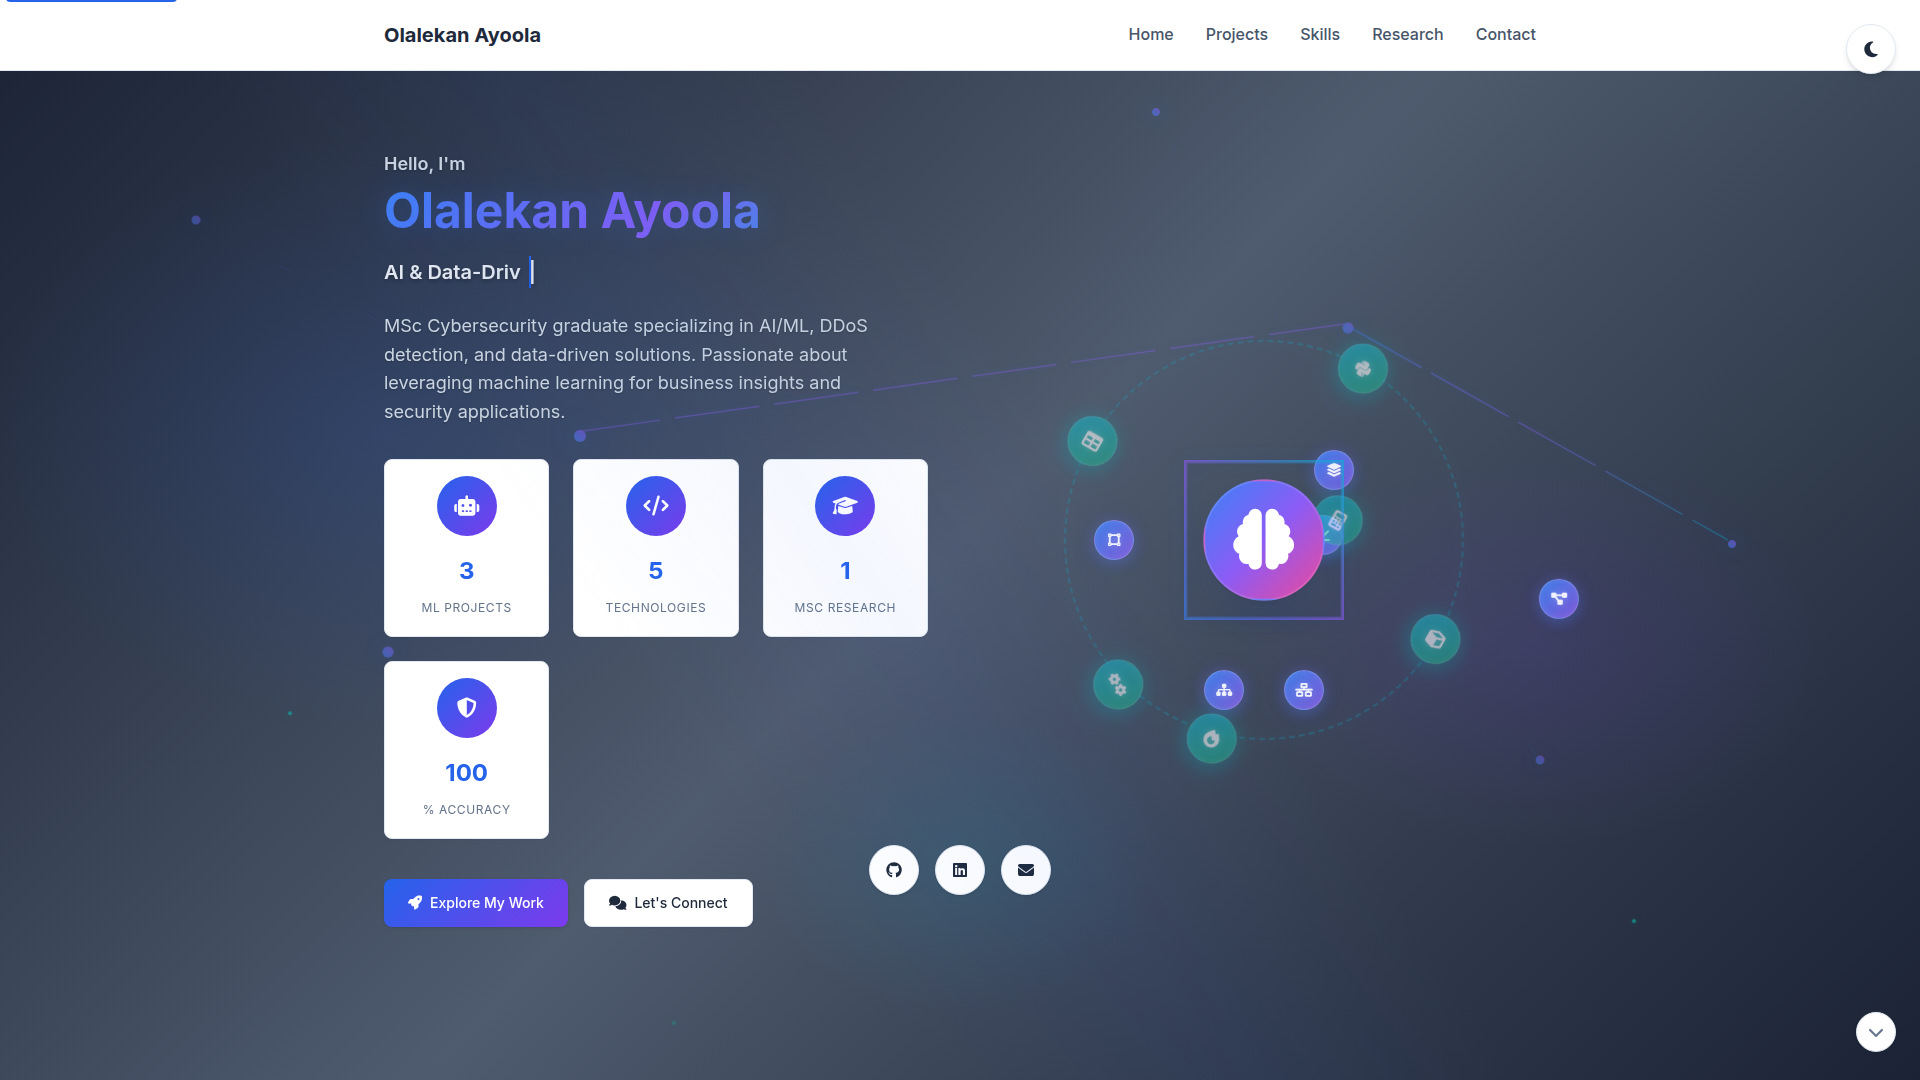 Olalekan Ayoola
Home Projects Skills Research Contact
Hello, I'm
Olalekan Ayoola
AI & Data-Driv
MSc Cybersecurity graduate specializing in AI/ML, DDoS
detection, and data-driven solutions. Passionate about
leveraging machine learning for business insights and
security applications.
3
ML PROJECTS
5
TECHNOLOGIES
1
MSC RESEARCH
100
% ACCURACY
Explore My Work
Let's Connect